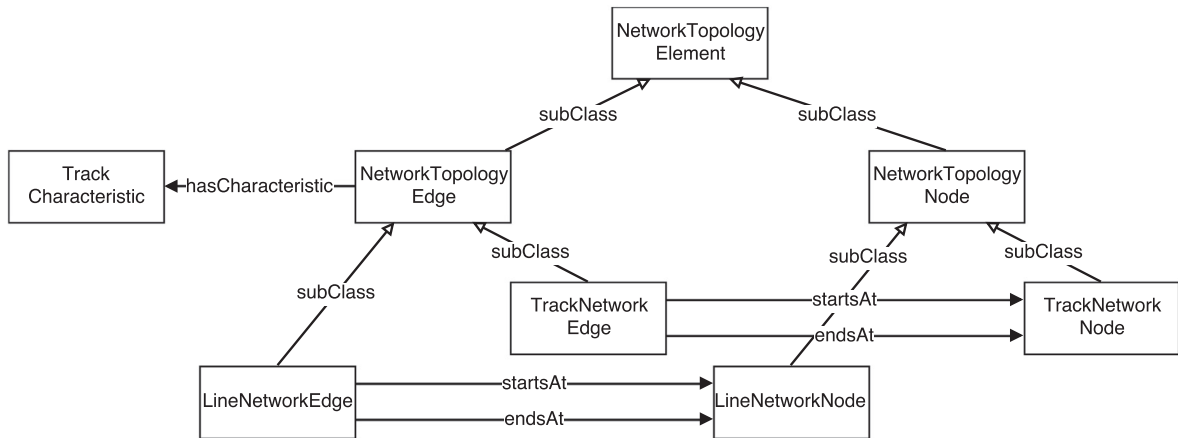 NetworkTopology
Element
subClass
subClass
Track
Characteristic
hasCharacteristic
NetworkTopology
Edge
NetworkTopology
Node
subClass
subClass
subClass
subClass
TrackNetwork
Edge
startsAt
endsAt
TrackNetwork
Node
LineNetworkEdge
startsAt
endsAt
LineNetworkNode